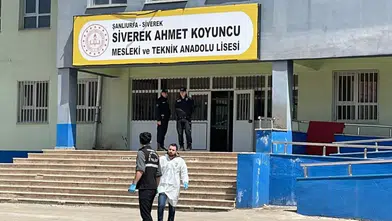 ŞANLIURFA - SİVEREK
SİVEREK AHMET KOYUNCU
MESLEKİ ve TEKNİK ANADOLU LİSESİ